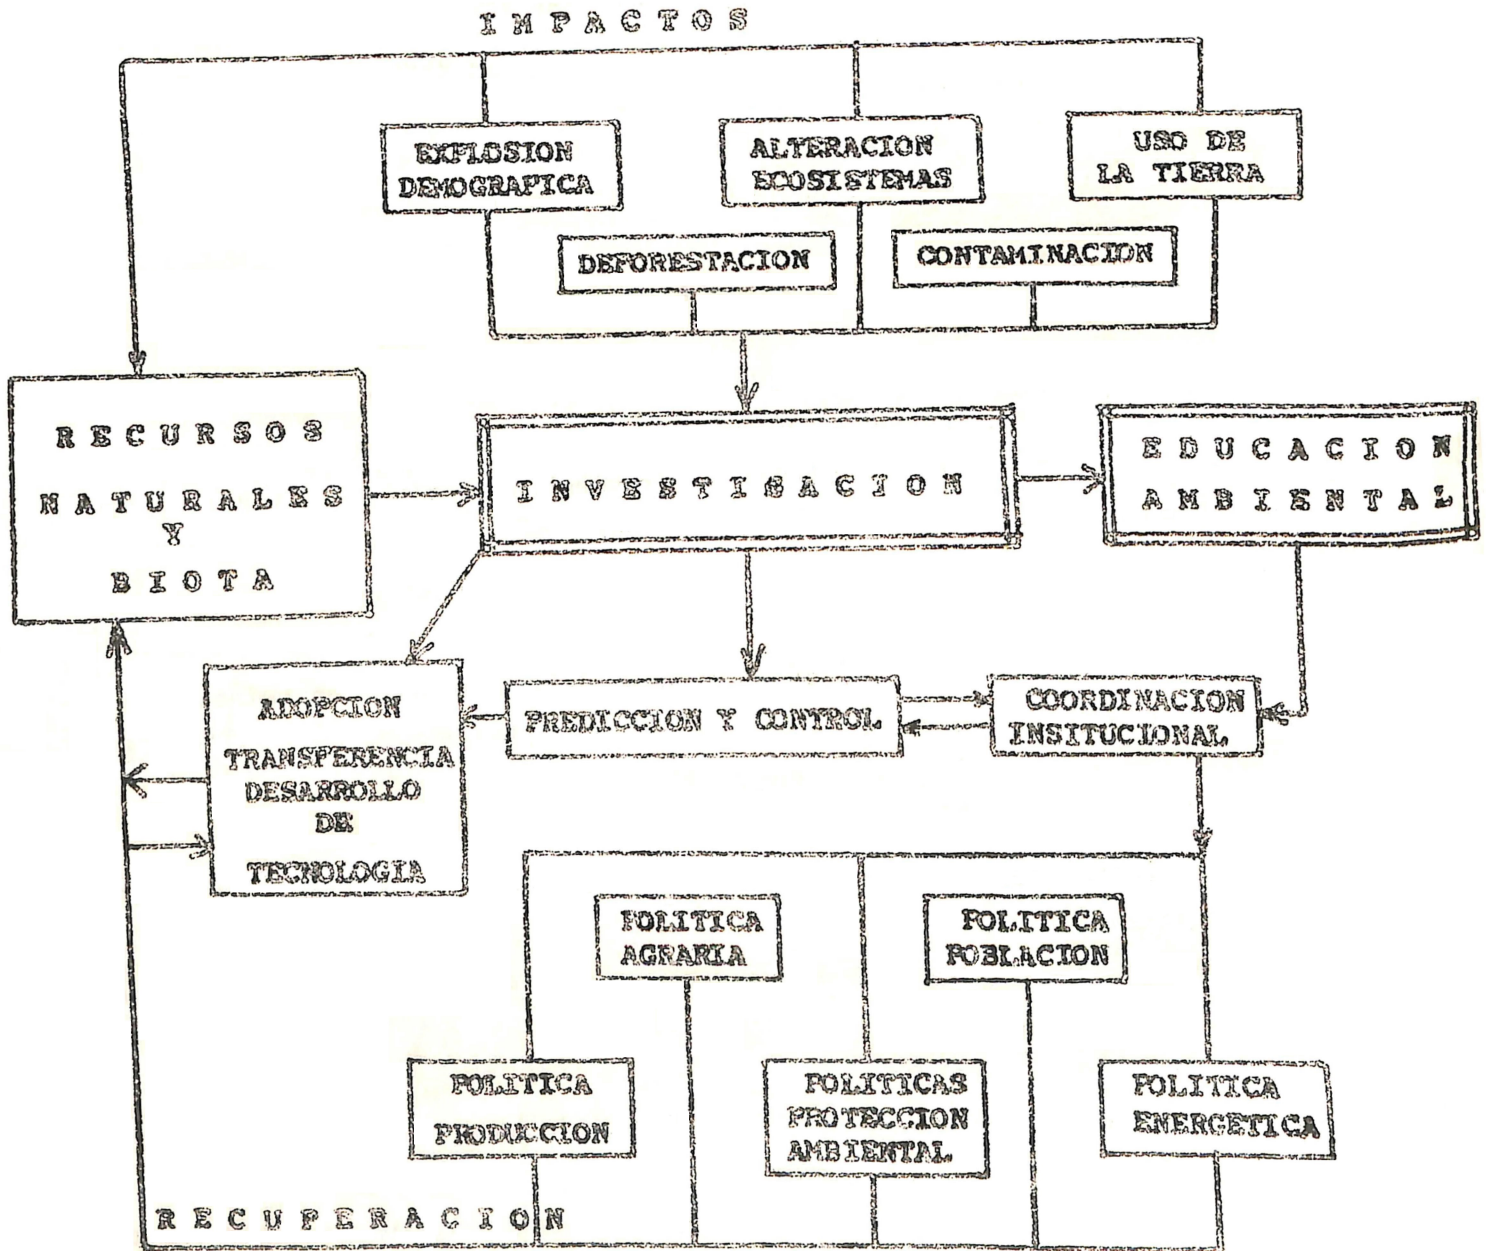 IMPACTOS
EXPLOSION
DEMOGRAFICA
ALTERACION
ECOSISTEMAS
USO DE
LA TIERRA
DEFORESTACION
CONTAMINACION
RECURSOS
NATURALES
Y
BIOTA
INVESTIGACION
EDUCACION
AMBIENTAL
ADOPCION
TRANSFERENCIA
DESARROLLO
DE
TECNOLOGIA
PREDICCION Y CONTROL
COORDINACION
INSITUCIONAL
POLITICA
AGRARIA
POLITICA
POBLACION
POLITICA
PRODUCCION
POLITICAS
PROTECCION
AMBIENTAL
POLITICA
ENERGETICA
RECUPERACION